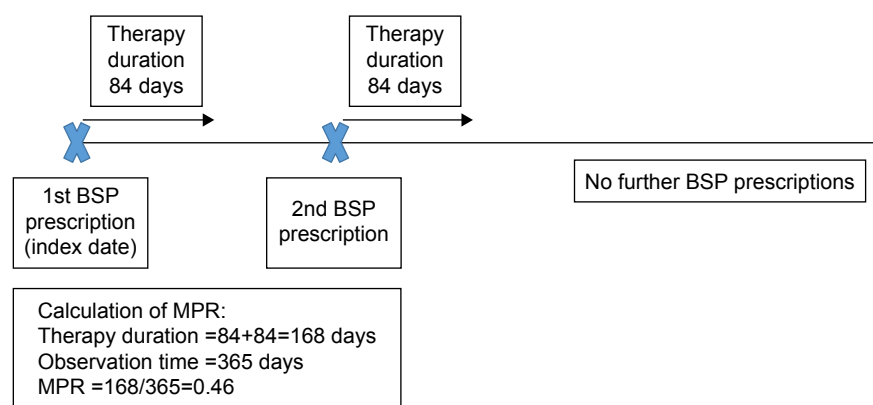 Therapy
duration
84 days
Therapy
duration
84 days
1st BSP
prescription
(index date)
2nd BSP
prescription
No further BSP prescriptions
Calculation of MPR:
Therapy duration =84+84=168 days
Observation time =365 days
MPR =168/365=0.46